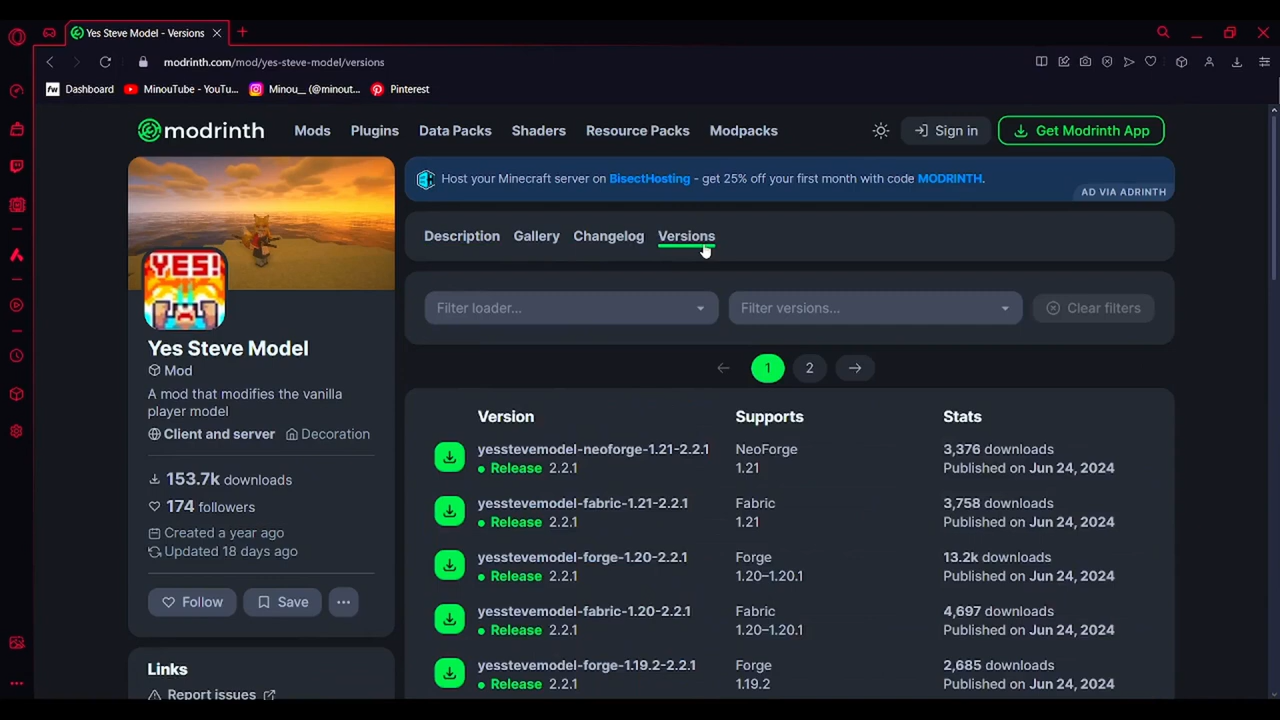 Yes Steve Model - Versions
modrinth.com/mod/yes-steve-model/versions
fw Dashboard MinouTube - YouTu... Minou__ (@minout... Pinterest
modrinth Mods Plugins Data Packs Shaders Resource Packs Modpacks Sign in Get Modrinth App
Host your Minecraft server on BisectHosting - get 25% off your first month with code MODRINTH.
AD VIA ADRINTH
Description Gallery Changelog Versions
Filter loader... Filter versions... Clear filters
1 2
YES!
Yes Steve Model
Mod
A mod that modifies the vanilla
player model
Client and server Decoration
153.7k downloads
174 followers
Created a year ago
Updated 18 days ago
Follow Save
Links
Report issues
Version Supports Stats
yesstevemodel-neoforge-1.21-2.2.1 NeoForge 3,376 downloads
Release 2.2.1 1.21 Published on Jun 24, 2024
yesstevemodel-fabric-1.21-2.2.1 Fabric 3,758 downloads
Release 2.2.1 1.21 Published on Jun 24, 2024
yesstevemodel-forge-1.20-2.2.1 Forge 13.2k downloads
Release 2.2.1 1.20–1.20.1 Published on Jun 24, 2024
yesstevemodel-fabric-1.20-2.2.1 Fabric 4,697 downloads
Release 2.2.1 1.20–1.20.1 Published on Jun 24, 2024
yesstevemodel-forge-1.19.2-2.2.1 Forge 2,685 downloads
Release 2.2.1 1.19.2 Published on Jun 24, 2024